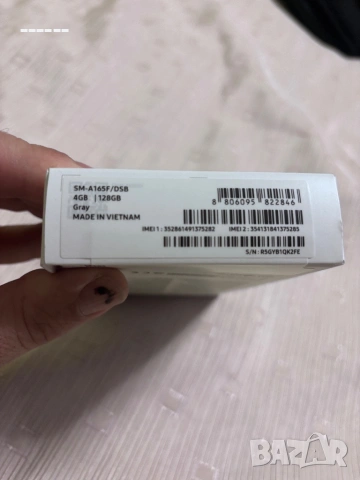 SM-A165F/DSB
4GB | 128GB
Gray
MADE IN VIETNAM
8 806095 822846
IMEI 1 : 352861491375282 IMEI 2 : 354131841375285
S/N : R5GYB1QK2FE
BAZAR.bg